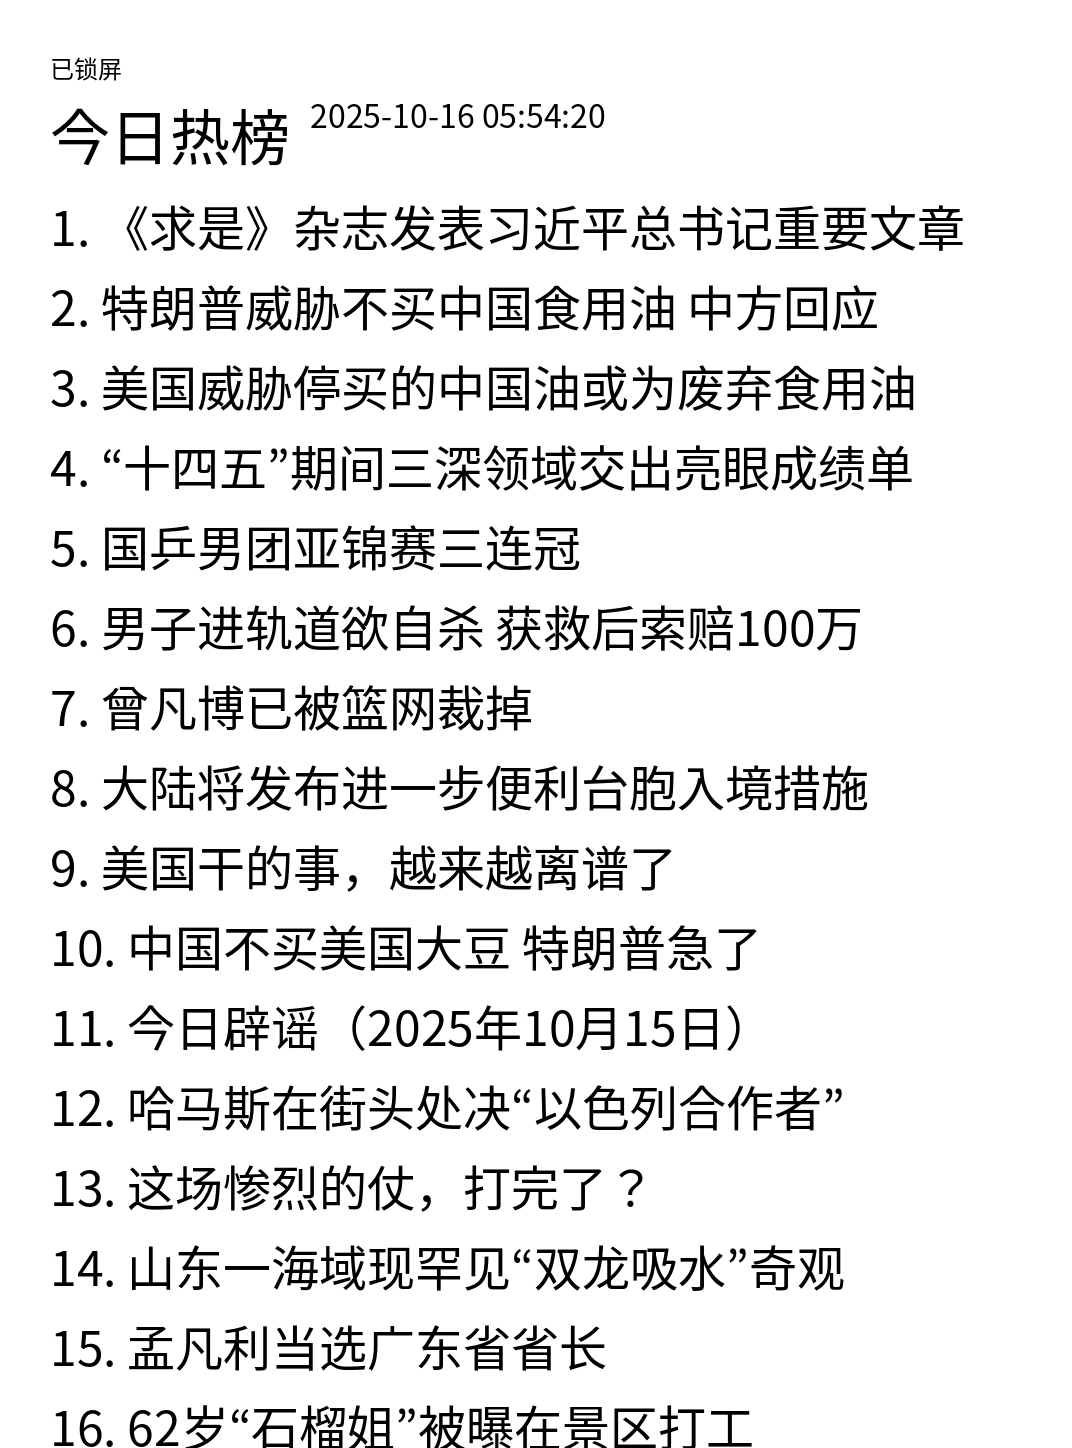 已锁屏
今日热榜 2025-10-16 05:54:20
1. 《求是》杂志发表习近平总书记重要文章
2. 特朗普威胁不买中国食用油 中方回应
3. 美国威胁停买的中国油或为废弃食用油
4. “十四五”期间三深领域交出亮眼成绩单
5. 国乒男团亚锦赛三连冠
6. 男子进轨道欲自杀 获救后索赔100万
7. 曾凡博已被篮网裁掉
8. 大陆将发布进一步便利台胞入境措施
9. 美国干的事，越来越离谱了
10. 中国不买美国大豆 特朗普急了
11. 今日辟谣（2025年10月15日）
12. 哈马斯在街头处决“以色列合作者”
13. 这场惨烈的仗，打完了？
14. 山东一海域现罕见“双龙吸水”奇观
15. 孟凡利当选广东省省长
16. 62岁“石榴姐”被曝在景区打工